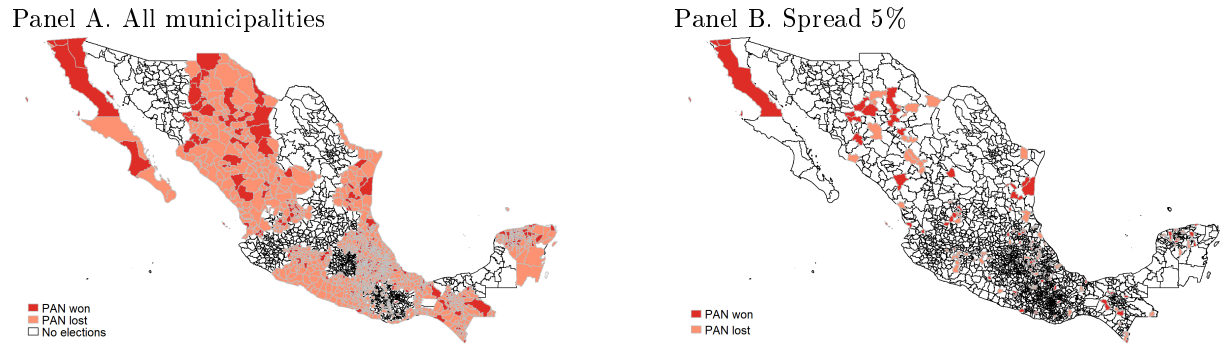 Panel A. All municipalities
PAN won
PAN lost
No elections
Panel B. Spread 5%
PAN won
PAN lost